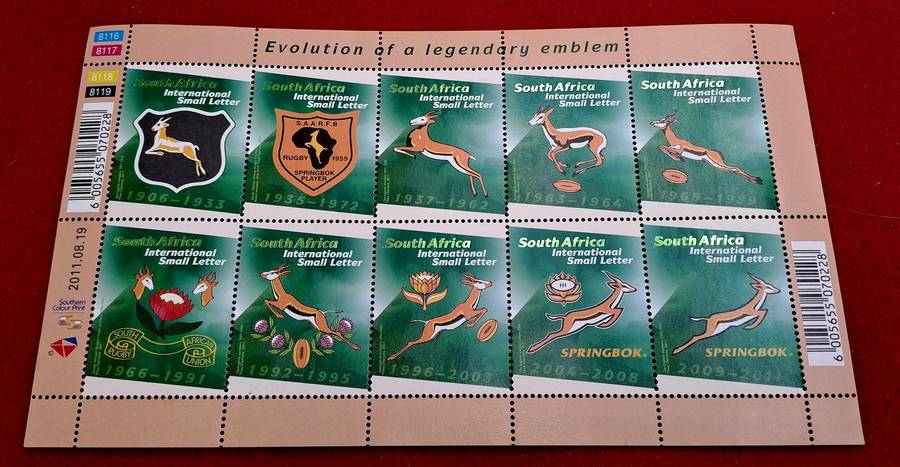 Evolution of a legendary emblem
8116
8117
8118
8119
6 005655 070228
2011.08.19
Southern
Colour Print
South Africa
International
Small Letter
1906-1933
South Africa
International
Small Letter
S.A.A.R.F.B
RUGBY 1959
SPRINGBOK
PLAYER
1935-1972
South Africa
International
Small Letter
1937-1962
South Africa
International
Small Letter
1963-1964
South Africa
International
Small Letter
1965-1989
South Africa
International
Small Letter
SOUTH AFRICAN
RUGBY UNION
1966-1991
South Africa
International
Small Letter
1992-1995
South Africa
International
Small Letter
1996-2003
South Africa
International
Small Letter
SPRINGBOK
2004-2008
South Africa
International
Small Letter
SPRINGBOK
2009-2011
6 005655 070228